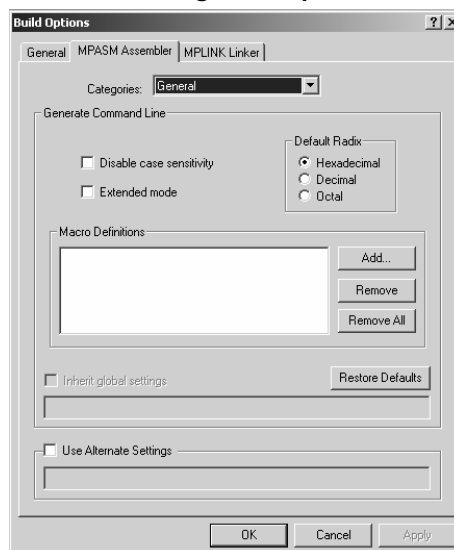 Build Options
General MPASM Assembler MPLINK Linker
Categories: General
Generate Command Line
Default Radix
Disable case sensitivity
Hexadecimal
Decimal
Extended mode
Octal
Macro Definitions
Add...
Remove
Remove All
Inherit global settings
Restore Defaults
Use Alternate Settings
OK Cancel Apply